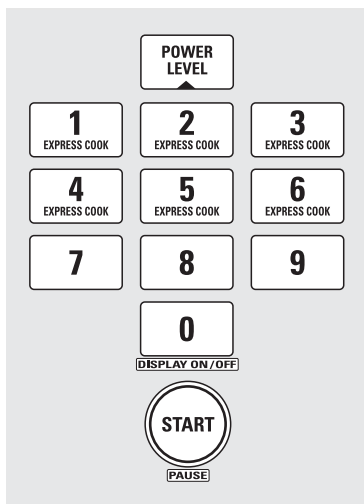 POWER
LEVEL
1 2 3
EXPRESS COOK EXPRESS COOK EXPRESS COOK
4 5 6
EXPRESS COOK EXPRESS COOK EXPRESS COOK
7 8 9
0
DISPLAY ON/OFF
START
PAUSE